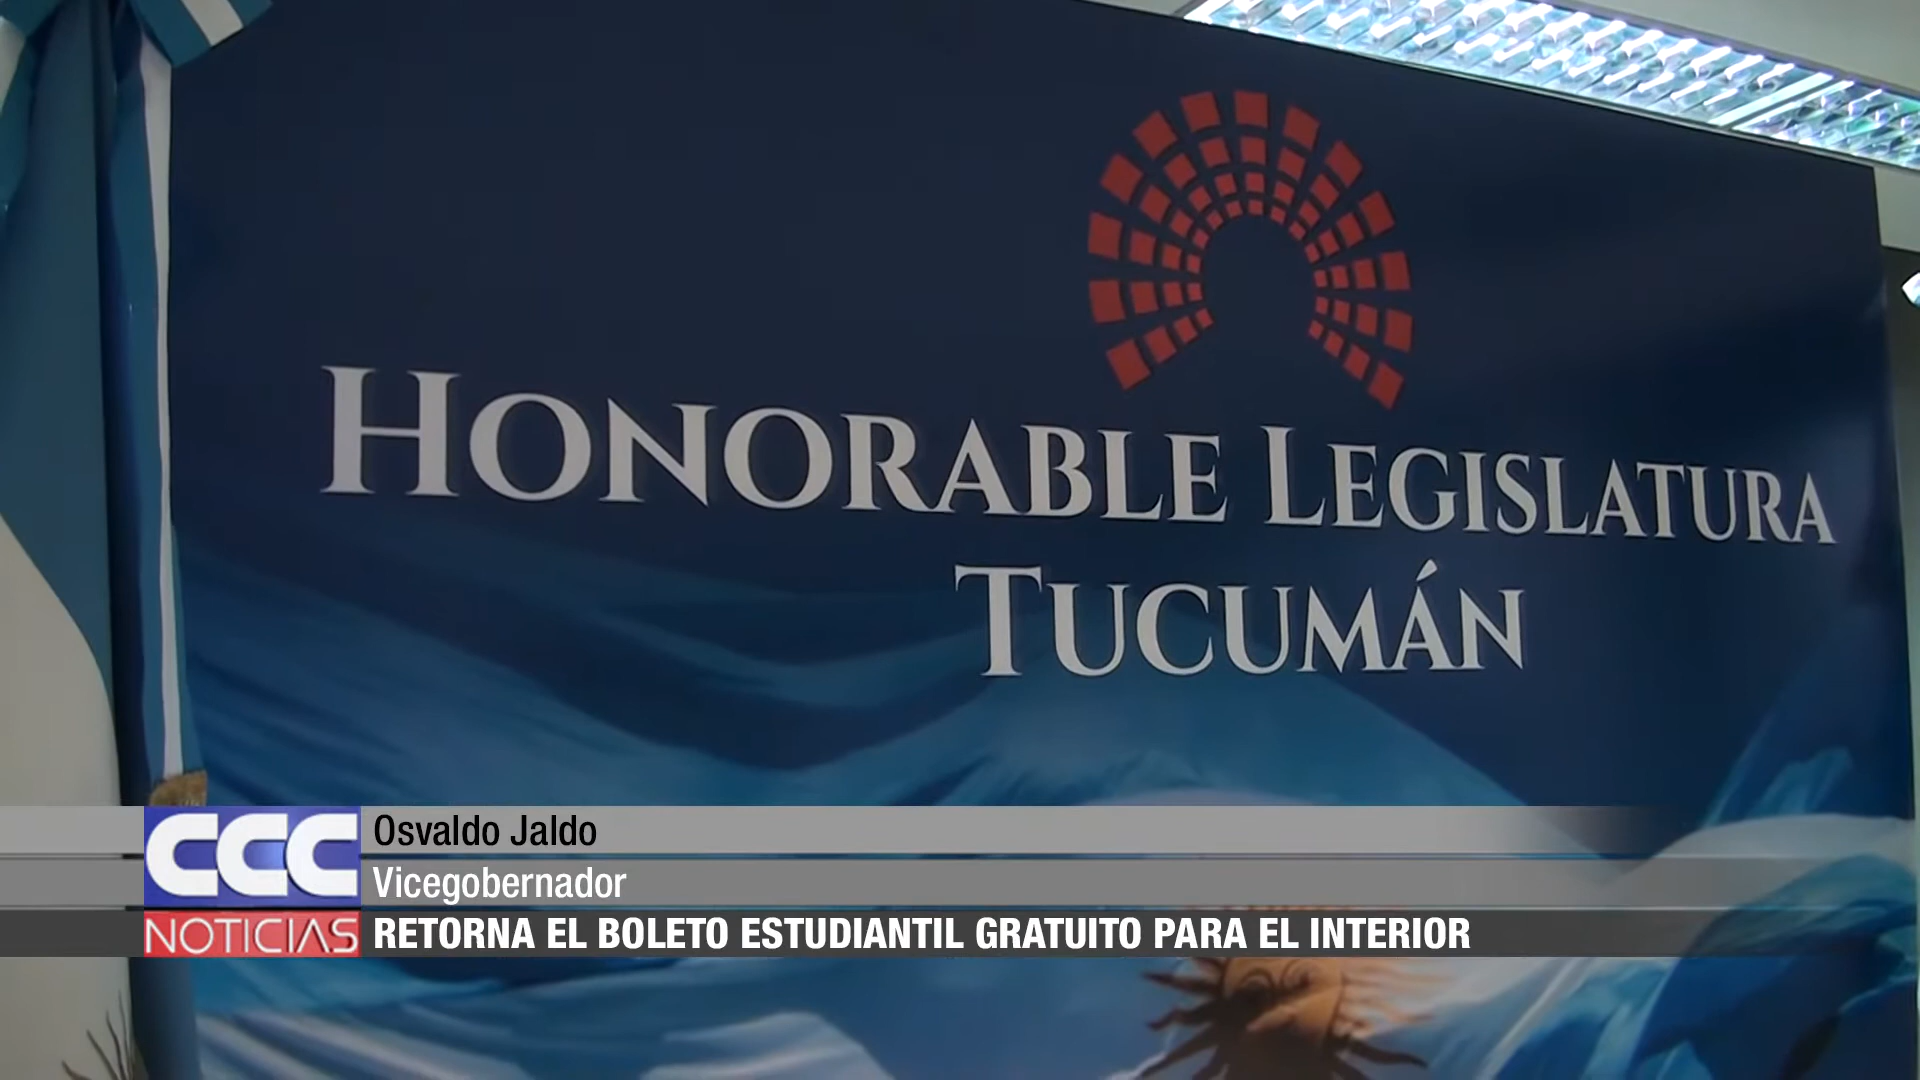 HONORABLE LEGISLATURA
TUCUMÁN
CCC
NOTICIAS
Osvaldo Jaldo
Vicegobernador
RETORNA EL BOLETO ESTUDIANTIL GRATUITO PARA EL INTERIOR